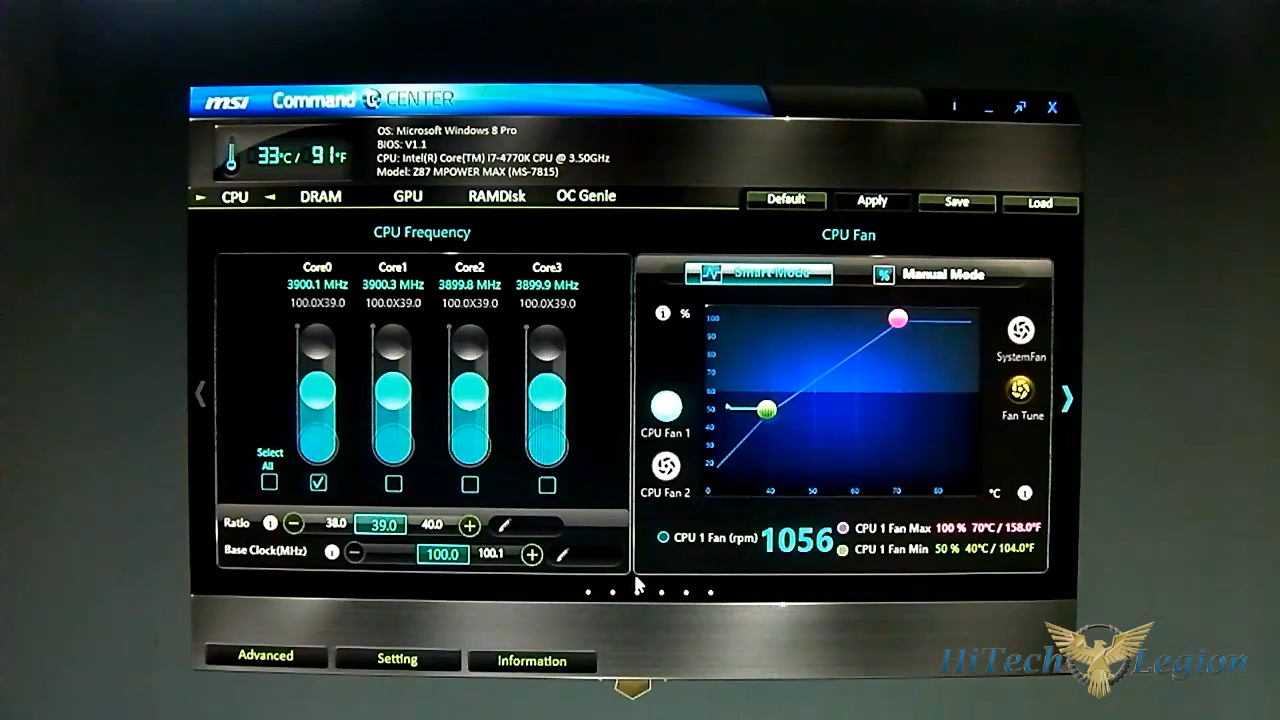 msi Command CENTER
i
33°C / 91°F
OS: Microsoft Windows 8 Pro
BIOS: V1.1
CPU: Intel(R) Core(TM) i7-4770K CPU @ 3.50GHz
Model: Z87 MPOWER MAX (MS-7815)
CPU DRAM GPU RAMDisk OC Genie
Default Apply Save Load
CPU Frequency
Core0 Core1 Core2 Core3
3900.1 MHz 3900.3 MHz 3899.8 MHz 3899.9 MHz
100.0X39.0 100.0X39.0 100.0X39.0 100.0X39.0
Select
All
Ratio 38.0 39.0 40.0
Base Clock(MHz) 100.0 100.1
CPU Fan
Smart Mode % Manual Mode
%
100
90
80
70
60
50
40
30
20
0 40 50 60 70 80 °C
CPU Fan 1
CPU Fan 2
SystemFan
Fan Tune
CPU 1 Fan (rpm) 1056
CPU 1 Fan Max 100 % 70°C / 158.0°F
CPU 1 Fan Min 50 % 40°C / 104.0°F
Advanced Setting Information
HiTech Legion